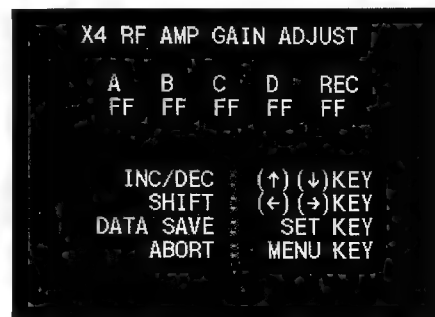 X4 RF AMP GAIN ADJUST
A B C D REC
FF FF FF FF FF
INC/DEC : (↑)(↓)KEY
SHIFT : (←)(→)KEY
DATA SAVE : SET KEY
ABORT : MENU KEY